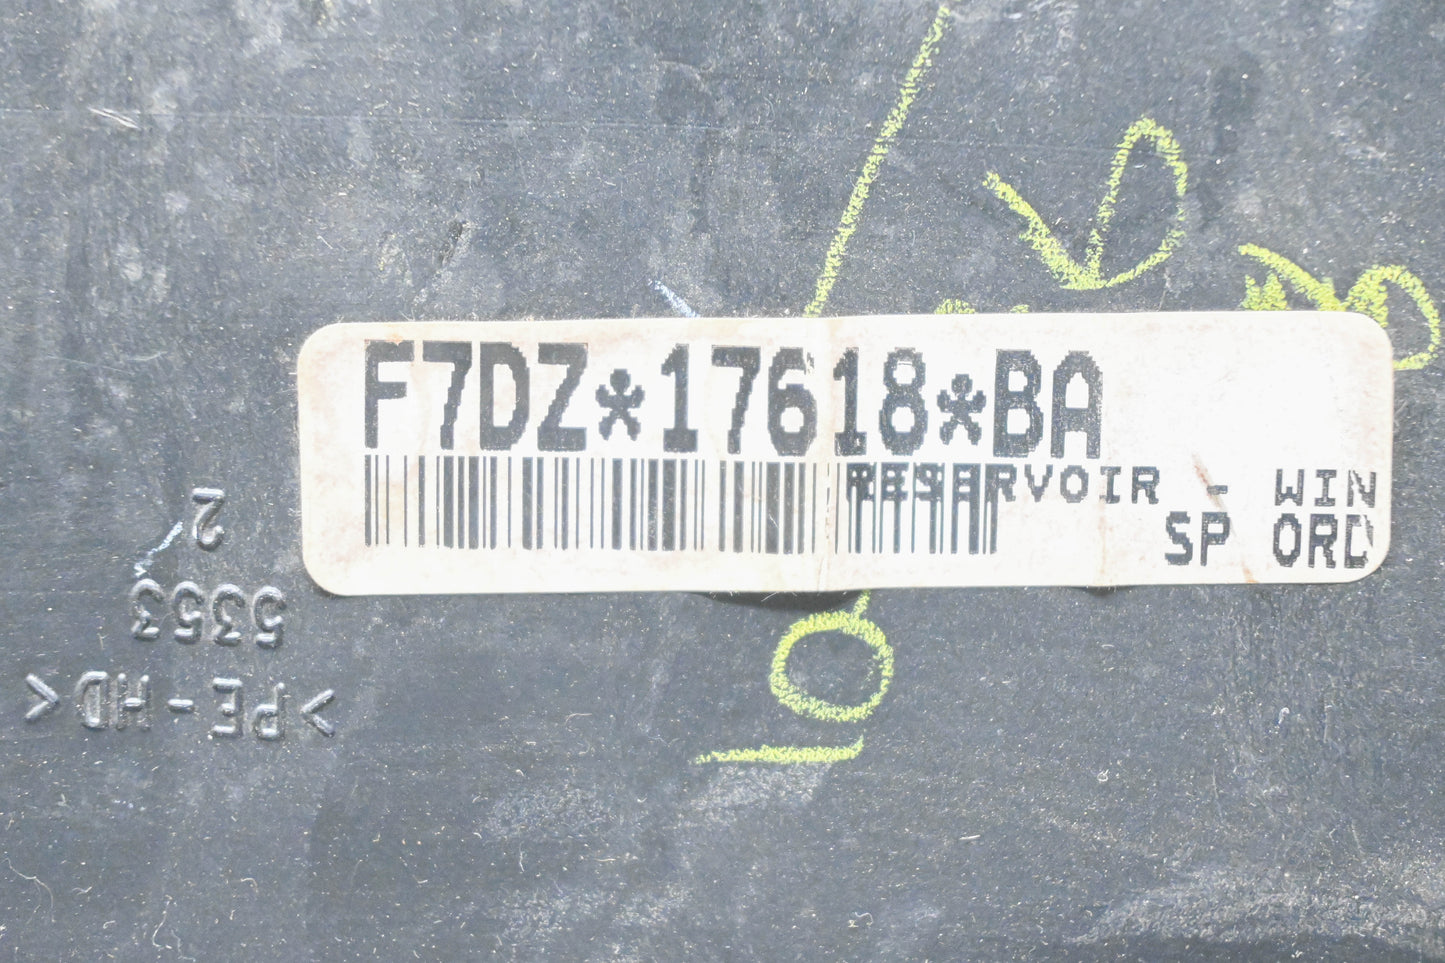 F7DZ*17618*BA
RESERVOIR - WIN
SP ORD
2
5353
>PE-HD<